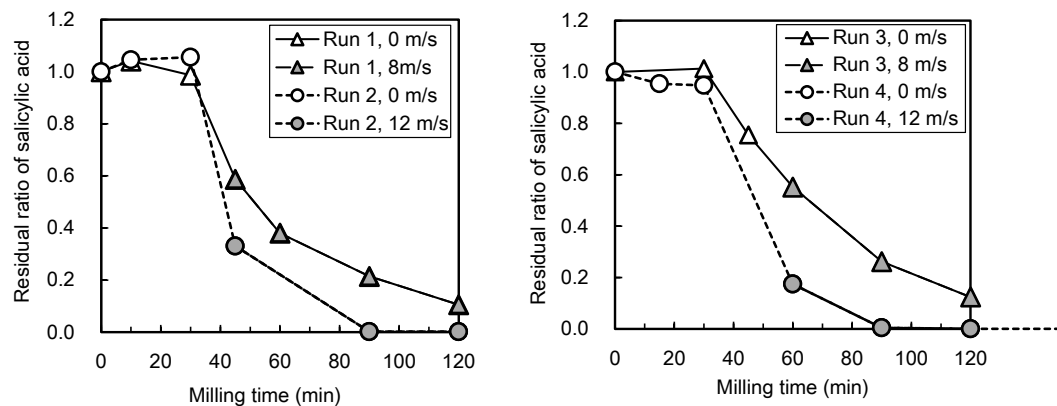 Residual ratio of salicylic acid
1.2
1.0
0.8
0.6
0.4
0.2
0.0
Run 1, 0 m/s
Run 1, 8m/s
Run 2, 0 m/s
Run 2, 12 m/s
0 20 40 60 80 100 120
Milling time (min)
Residual ratio of salicylic acid
1.2
1.0
0.8
0.6
0.4
0.2
0.0
Run 3, 0 m/s
Run 3, 8 m/s
Run 4, 0 m/s
Run 4, 12 m/s
0 20 40 60 80 100 120
Milling time (min)